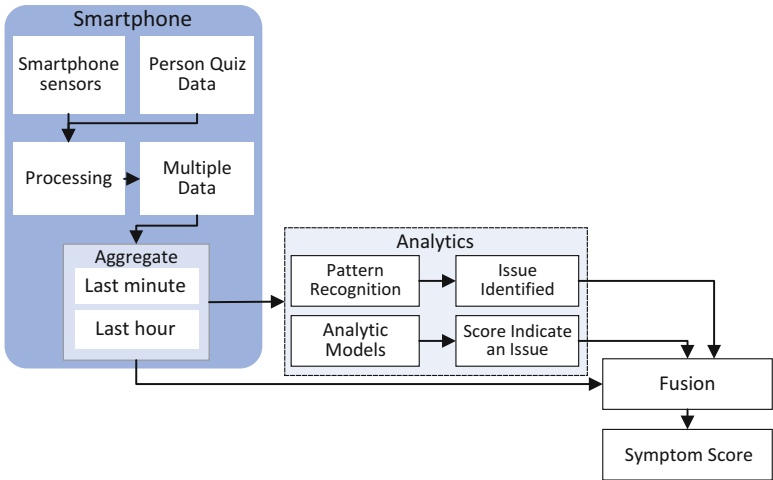 Smartphone
Smartphone
sensors
Person Quiz
Data
Processing
Multiple
Data
Aggregate
Last minute
Last hour
Analytics
Pattern
Recognition
Issue
Identified
Analytic
Models
Score Indicate
an Issue
Fusion
Symptom Score